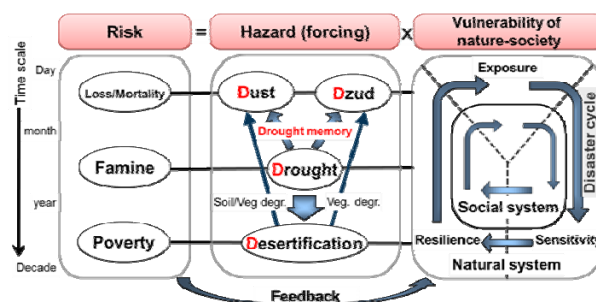 Risk = Hazard (forcing) x Vulnerability of
nature-society
Time scale
Day
month
year
Decade
Loss/Mortality
Famine
Poverty
Dust
Dzud
Drought memory
Drought
Soil/Veg degr.
Veg. degr.
Desertification
Exposure
Disaster cycle
Social system
Resilience
Sensitivity
Natural system
Feedback